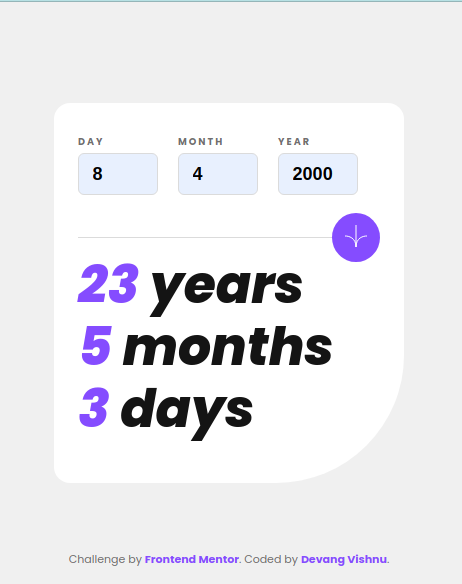 DAY MONTH YEAR
8 4 2000
23 years
5 months
3 days
Challenge by Frontend Mentor. Coded by Devang Vishnu.